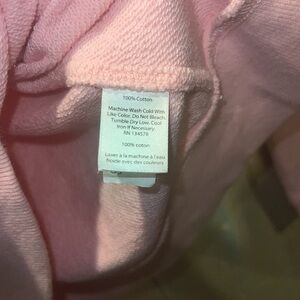 100% Cotton
Machine Wash Cold With
Like Color. Do Not Bleach.
Tumble Dry Low. Cool
Iron If Necessary.
RN 134578
100% coton
Laver à la machine à l'eau
froide avec des couleurs